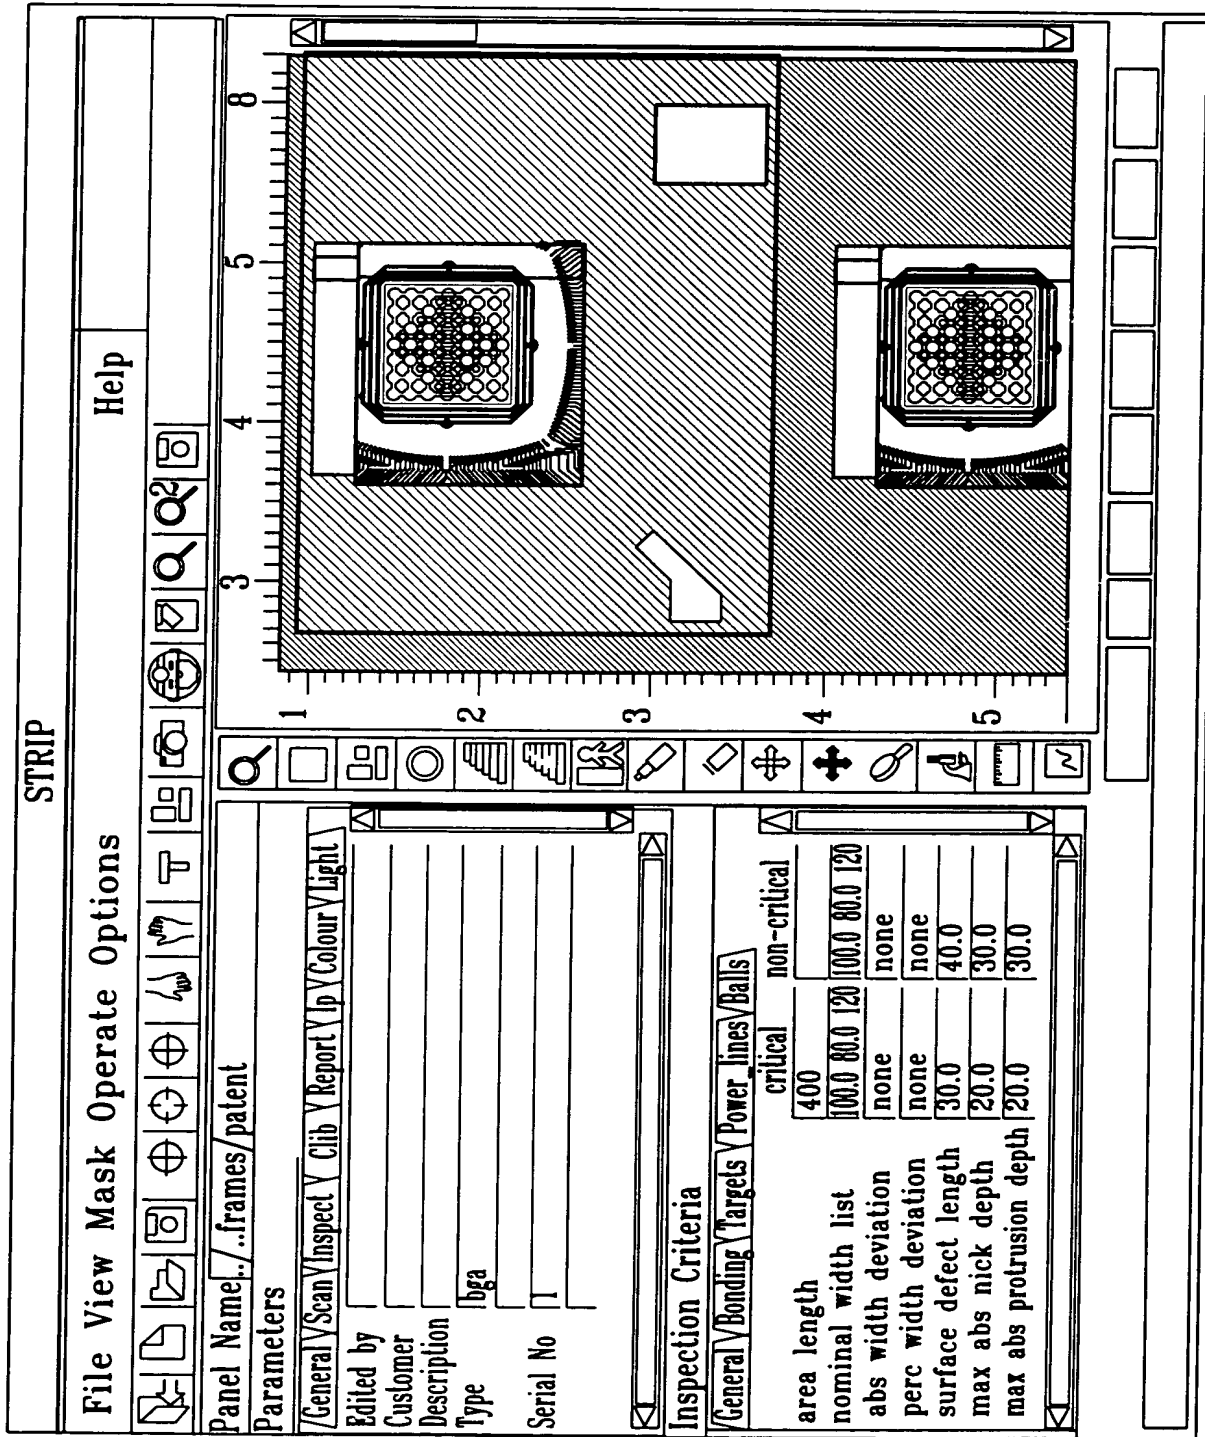 STRIP
File View Mask Operate Options Help
2
Panel Name ../..frames/patent
Parameters
General Scan Inspect Clib Report Ip Colour Light
Edited by
Customer
Description
Type bga
Serial No 1
Inspection Criteria
General Bonding Targets Power_lines Balls
critical non-critical
area length 400
nominal width list 100.0 80.0 120 100.0 80.0 120
abs width deviation none none
perc width deviation none none
surface defect length 30.0 40.0
max abs nick depth 20.0 30.0
max abs protrusion depth 20.0 30.0
3 4 5 8
1
2
3
4
5